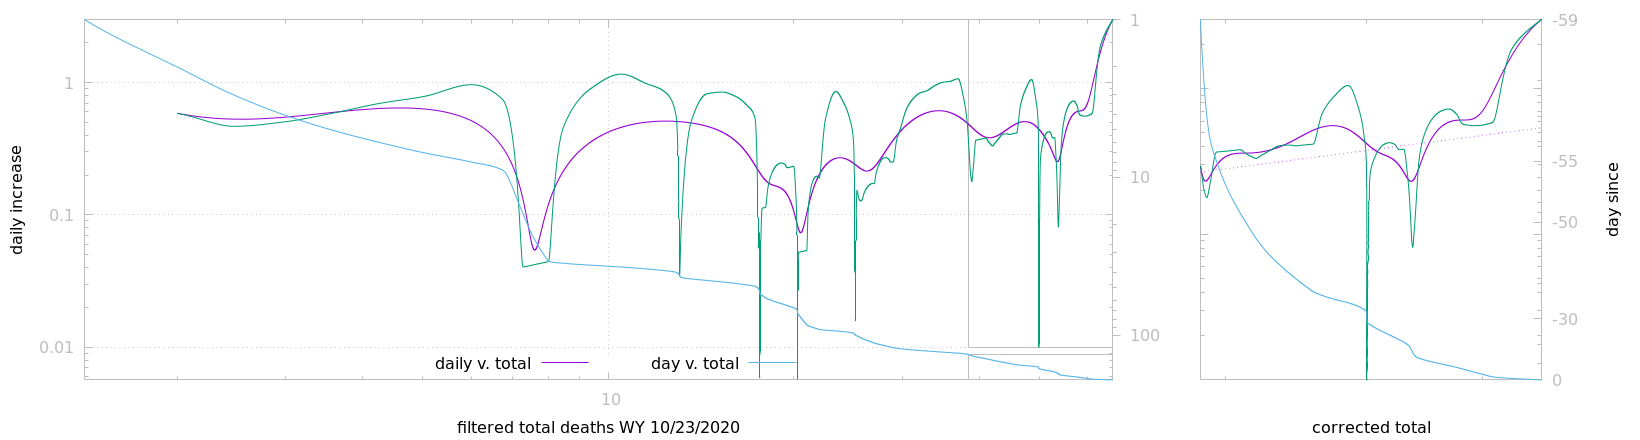 daily increase
1
0.1
0.01
daily v. total
day v. total
10
filtered total deaths WY 10/23/2020
1
10
100
-59
-55
-50
-30
0
day since
corrected total